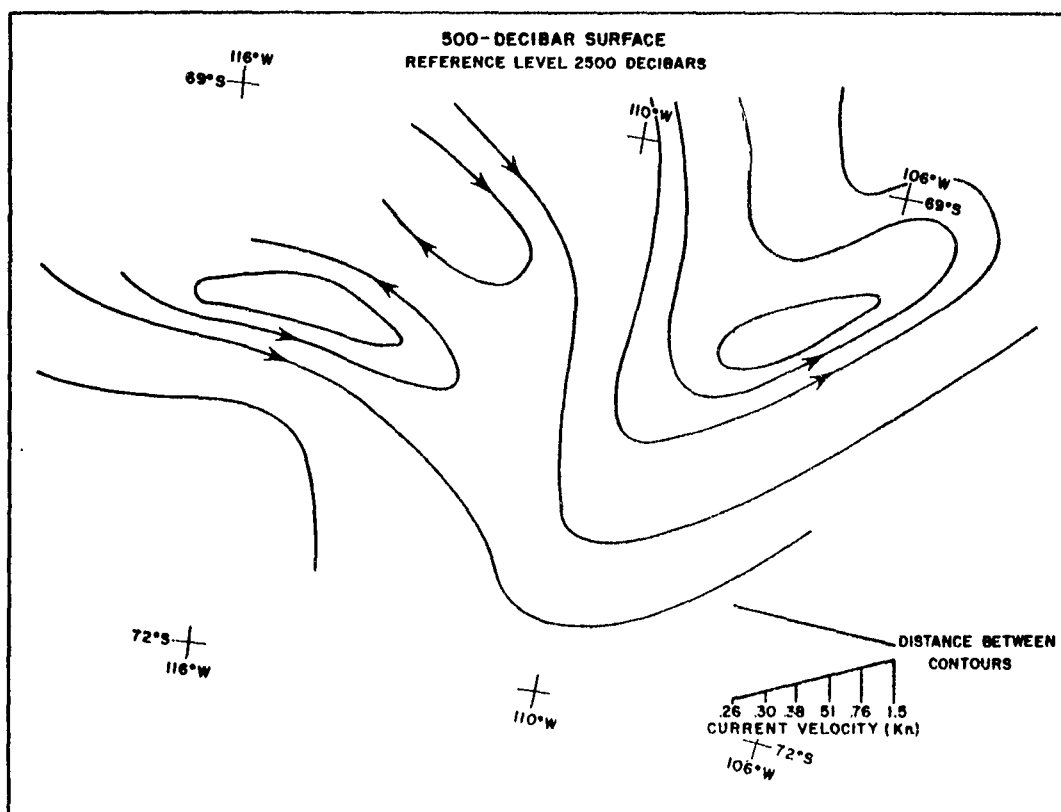 500-DECIBAR SURFACE
REFERENCE LEVEL 2500 DECIBARS
116°W
69°S
110°W
106°W
69°S
72°S
116°W
110°W
DISTANCE BETWEEN
CONTOURS
.26 .30 .38 .51 .76 1.5
CURRENT VELOCITY (Kn)
72°S
106°W